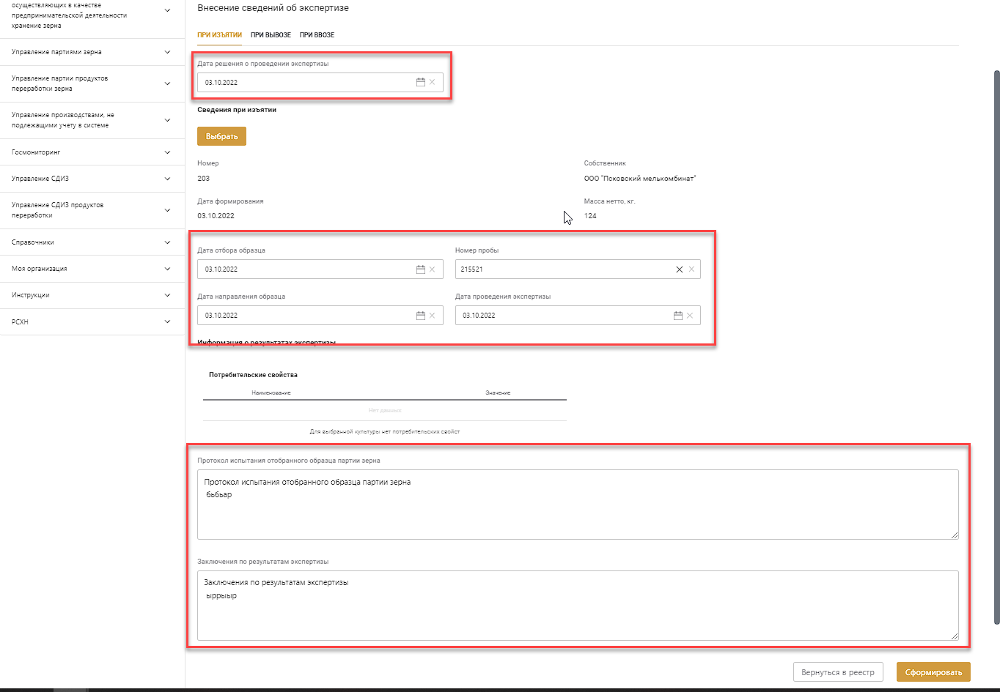 осуществляющих в качестве
предпринимательской деятельности
хранение зерна
Управление партиями зерна
Управление партии продуктов
переработки зерна
Управление производствами, не
подлежащими учету в системе
Госмониторинг
Управление СДИЗ
Управление СДИЗ продуктов
переработки
Справочники
Моя организация
Инструкции
РСХН
Внесение сведений об экспертизе
ПРИ ИЗЪЯТИИ ПРИ ВЫВОЗЕ ПРИ ВВОЗЕ
Дата решения о проведении экспертизы
03.10.2022
Сведения при изъятии
Выбрать
Номер Собственник
203 ООО "Псковский мелькомбинат"
Дата формирования Масса нетто, кг.
03.10.2022 124
Дата отбора образца Номер пробы
03.10.2022 215521
Дата направления образца Дата проведения экспертизы
03.10.2022 03.10.2022
Информация о результатах экспертизы
Потребительские свойства
Наименование Значение
Нет данных
Для выбранной культуры нет потребительских свойст
Протокол испытания отобранного образца партии зерна
Протокол испытания отобранного образца партии зерна
бьбьар
Заключения по результатам экспертизы
Заключения по результатам экспертизы
ыррыыр
Вернуться в реестр Сформировать